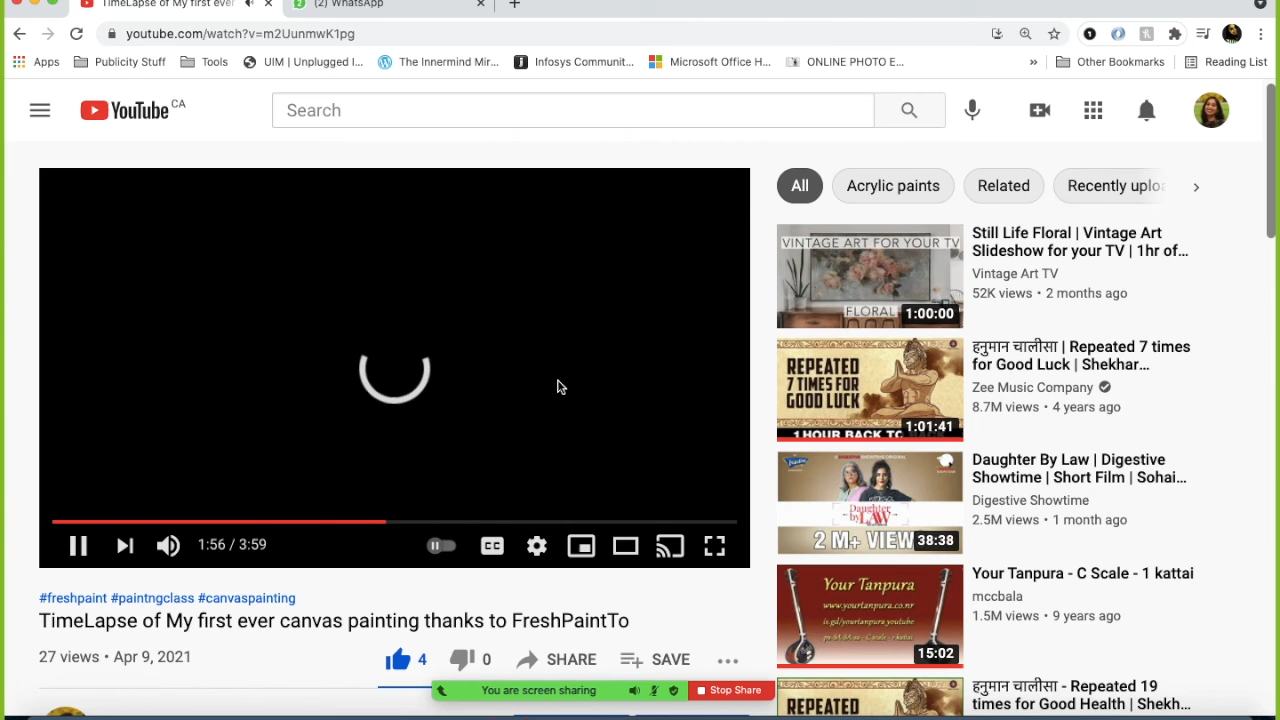 TimeLapse of My first ever
(2) WhatsApp
youtube.com/watch?v=m2UunmwK1pg
Apps
Publicity Stuff
Tools
UIM | Unplugged I...
The Innermind Mir...
Infosys Communit...
Microsoft Office H...
ONLINE PHOTO E...
»
Other Bookmarks
Reading List
YouTube CA
Search
All
Acrylic paints
Related
Recently uploa
VINTAGE ART FOR YOUR TV
FLORAL
1:00:00
Still Life Floral | Vintage Art
Slideshow for your TV | 1hr of...
Vintage Art TV
52K views • 2 months ago
REPEATED
7 TIMES FOR
GOOD LUCK
1:01:41
हनुमान चालीसा | Repeated 7 times
for Good Luck | Shekhar...
Zee Music Company
8.7M views • 4 years ago
Daughter
by LAW
2 M+ VIEW
38:38
Daughter By Law | Digestive
Showtime | Short Film | Sohai...
Digestive Showtime
2.5M views • 1 month ago
1:56 / 3:59
CC
#freshpaint #paintngclass #canvaspainting
TimeLapse of My first ever canvas painting thanks to FreshPaintTo
27 views • Apr 9, 2021
4
0
SHARE
SAVE
Your Tanpura
www.yourtanpura.co.nr
is.gd/yourtanpura_youtube
15:02
Your Tanpura - C Scale - 1 kattai
mccbala
1.5M views • 9 years ago
You are screen sharing
Stop Share
REPEATED
हनुमान चालीसा - Repeated 19
times for Good Health | Shekh...